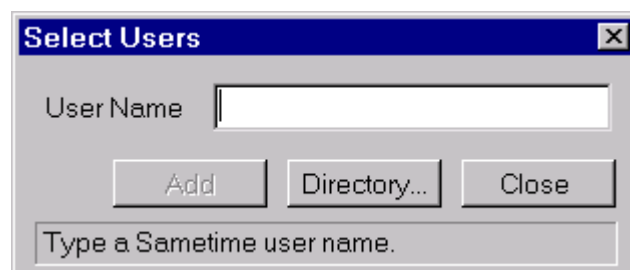 Select Users
User Name
Add Directory... Close
Type a Sametime user name.